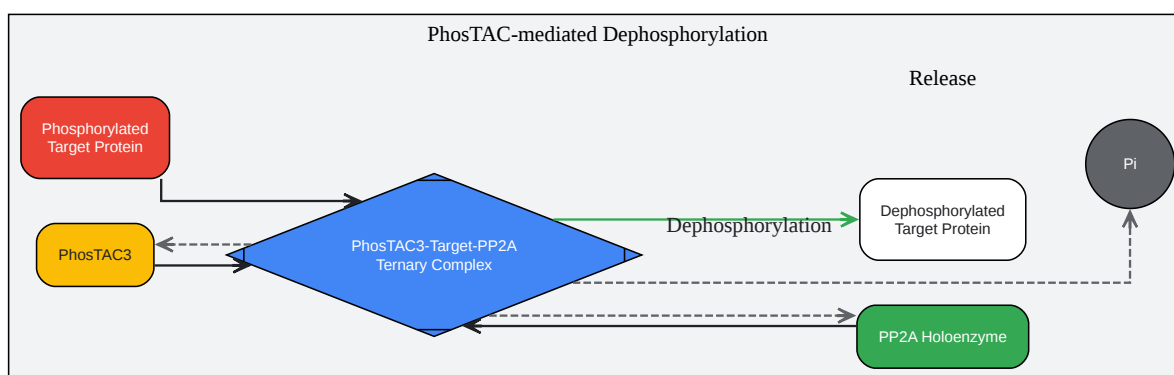 PhosTAC-mediated Dephosphorylation
Release
Phosphorylated
Target Protein
Pi
Dephosphorylation
Dephosphorylated
Target Protein
PhosTAC3
PhosTAC3-Target-PP2A
Ternary Complex
PP2A Holoenzyme